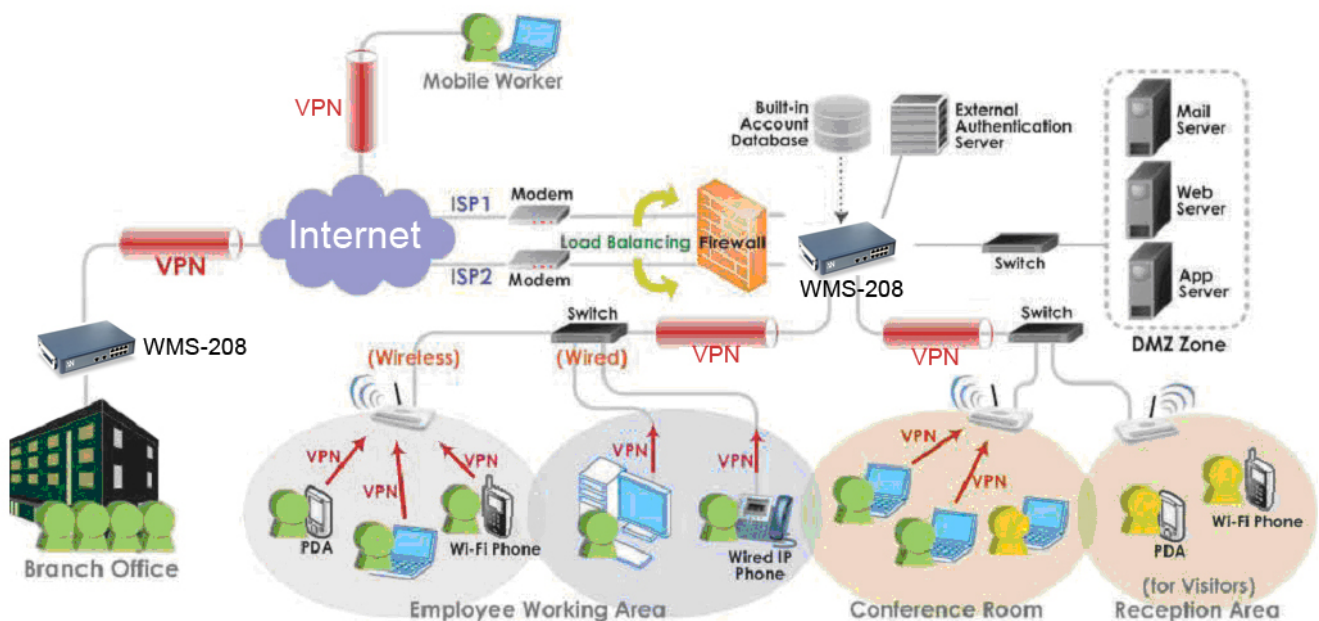 VPN
Mobile Worker
Built-in
Account
Database
External
Authentication
Server
Mail
Server
Web
Server
App
Server
DMZ Zone
Internet
ISP1
Modem
Load Balancing
Firewall
ISP2
Modem
WMS-208
Switch
VPN
WMS-208
Branch Office
Switch
(Wireless)
(Wired)
VPN
VPN
Switch
VPN
VPN
VPN
PDA
Wi-Fi Phone
VPN
VPN
Wired IP
Phone
Employee Working Area
VPN
VPN
Conference Room
PDA
Wi-Fi Phone
(for Visitors)
Reception Area